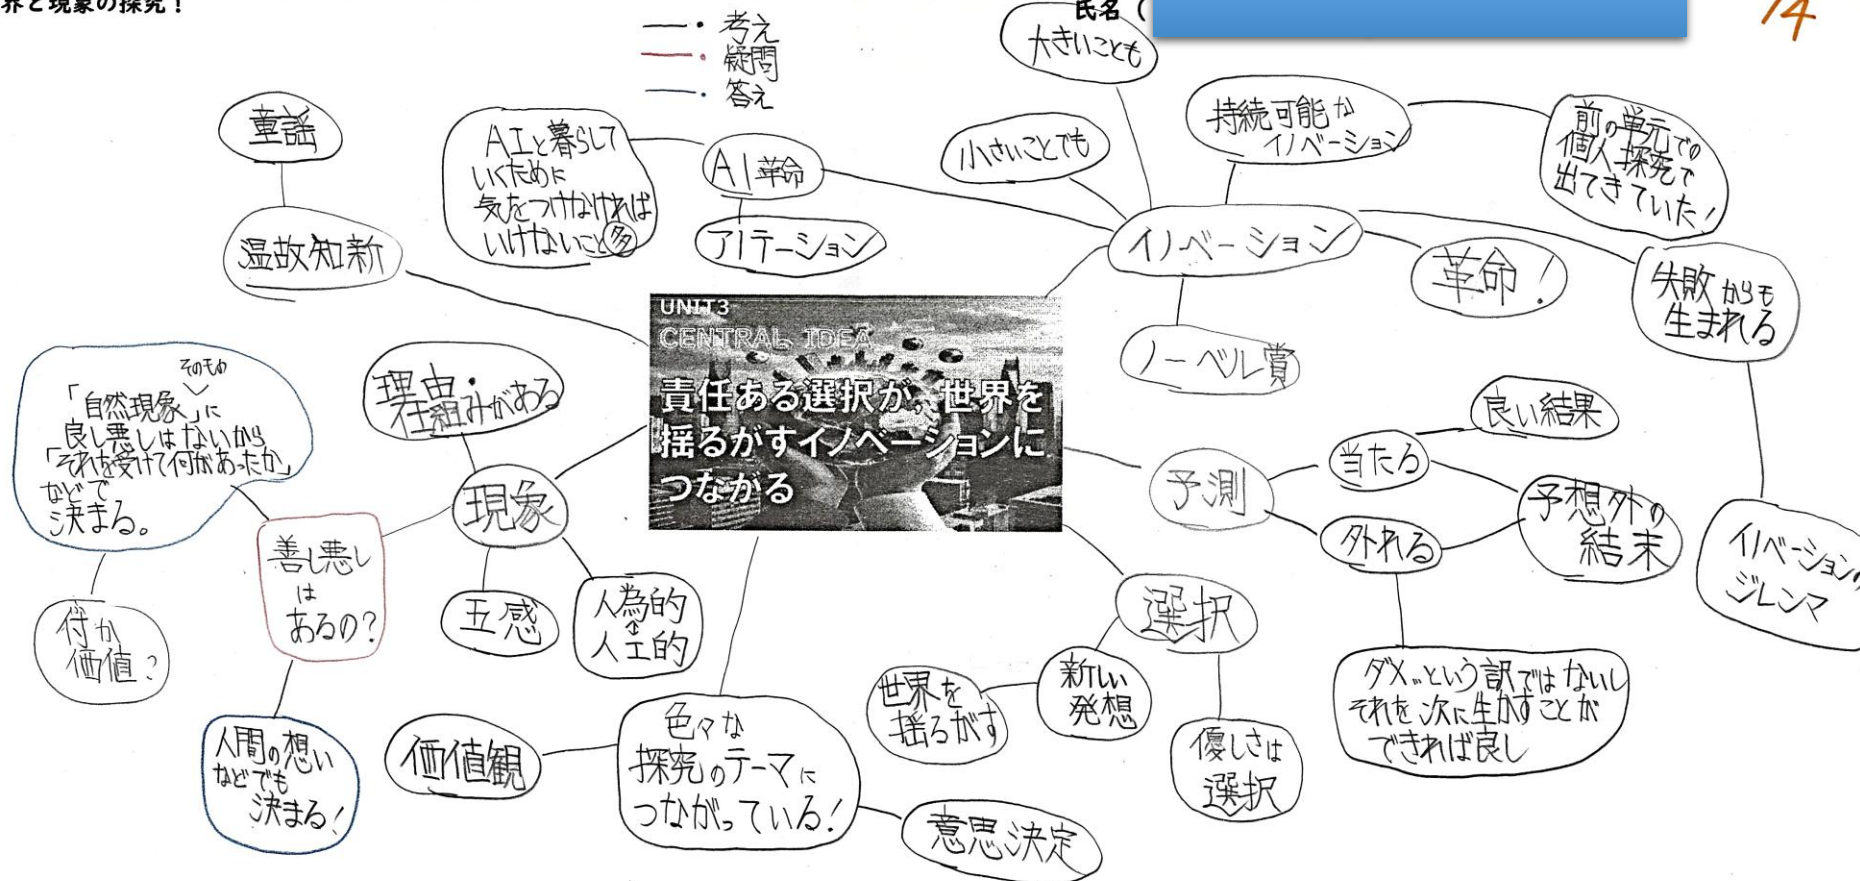 界と現象の探究！
氏名（
14
考え
疑問
答え
大きいことも
小さいことでも
持続可能な
イノベーション
前の単元での
個人探究で
出てきていた！
童謡
温故知新
AIと暮らして
いくために
気をつけなければ
いけないこと多
AI革命
アノテーション
イノベーション
革命！
失敗からも
生まれる
ノーベル賞
UNIT3
CENTRAL IDEA
責任ある選択が、世界を
揺るがすイノベーションに
つながる
そのもの
「自然現象」に
良し悪しはないから
「それを受けて何があったか」
などで
決まる。
理由・
仕組みがある
現象
五感
人為的
↕
人工的
善し悪し
は
あるの？
付加
価値？
人間の想い
などでも
決まる！
価値観
色々な
探究のテーマに
つながっている！
意思決定
予測
当たる
良い結果
外れる
予想外の
結末
イノベーションの
ジレンマ
選択
新しい
発想
世界を
揺るがす
優しさは
選択
ダメ…という訳ではないし
それを次に生かすことが
できれば良し